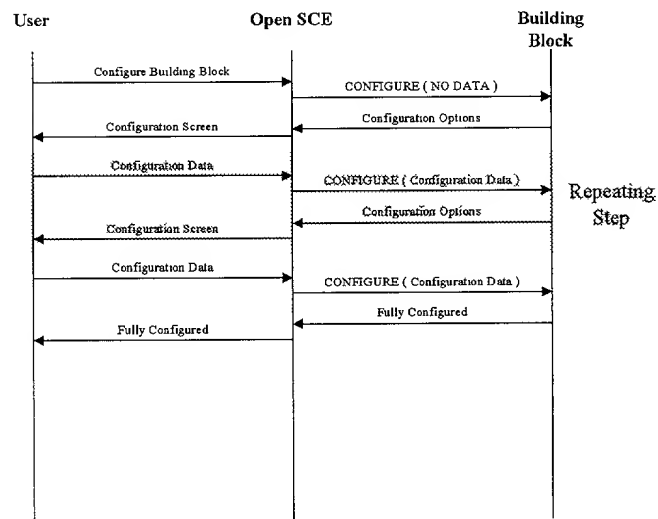 User
Open SCE
Building
Block
Configure Building Block
CONFIGURE ( NO DATA )
Configuration Options
Configuration Screen
Configuration Data
CONFIGURE ( Configuration Data )
Repeating
Step
Configuration Options
Configuration Screen
Configuration Data
CONFIGURE ( Configuration Data )
Fully Configured
Fully Configured